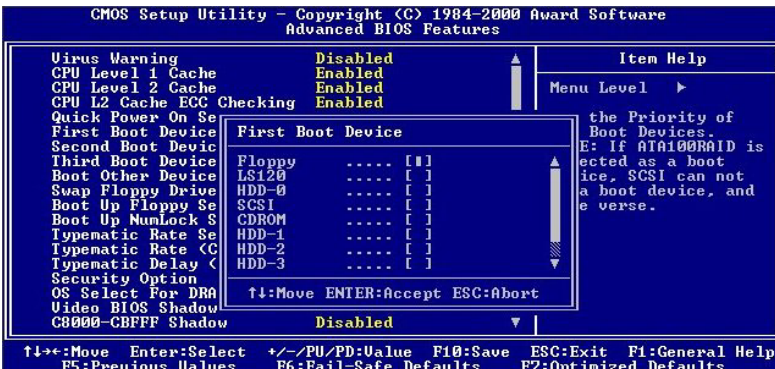 CMOS Setup Utility - Copyright (C) 1984-2000 Award Software
Advanced BIOS Features
Virus Warning Disabled
CPU Level 1 Cache Enabled
CPU Level 2 Cache Enabled
CPU L2 Cache ECC Checking Enabled
Quick Power On Se
First Boot Device
Second Boot Devic
Third Boot Device
Boot Other Device
Swap Floppy Drive
Boot Up Floppy Se
Boot Up NumLock S
Typematic Rate Se
Typematic Rate (C
Typematic Delay (
Security Option
OS Select For DRA
Video BIOS Shadow
C8000-CBFFF Shadow Disabled
First Boot Device
Floppy ..... [▮]
LS120 ..... [ ]
HDD-0 ..... [ ]
SCSI ..... [ ]
CDROM ..... [ ]
HDD-1 ..... [ ]
HDD-2 ..... [ ]
HDD-3 ..... [ ]
↑↓:Move ENTER:Accept ESC:Abort
Item Help
Menu Level ▶
the Priority of
Boot Devices.
E: If ATA100RAID is
ected as a boot
ice, SCSI can not
a boot device, and
e verse.
↑↓→←:Move Enter:Select +/-/PU/PD:Value F10:Save ESC:Exit F1:General Help
F5:Previous Values F6:Fail-Safe Defaults F7:Optimized Defaults